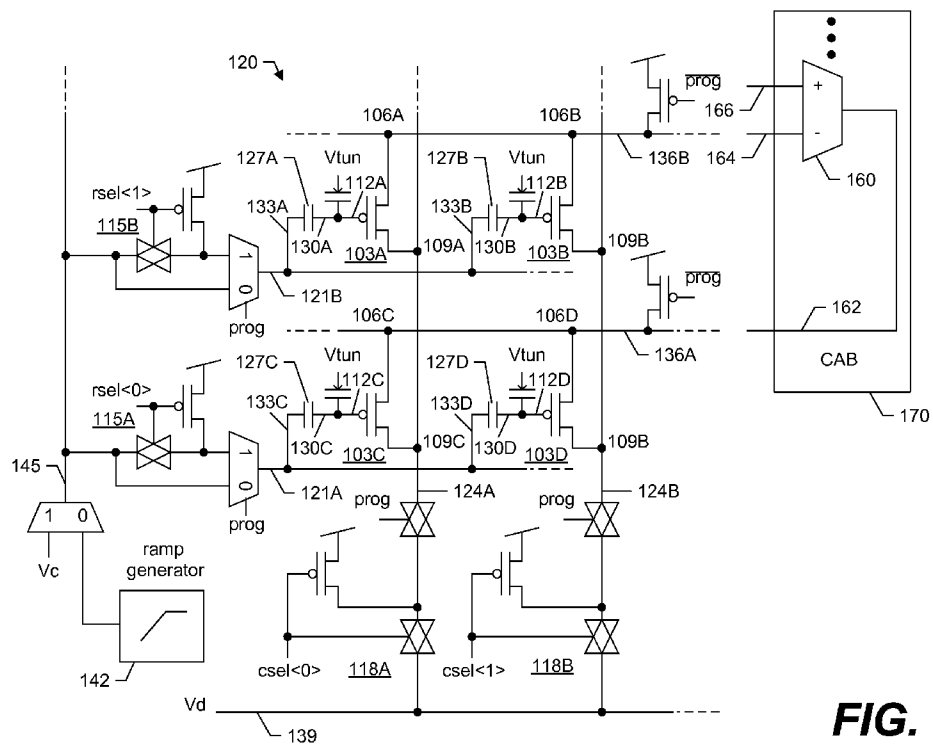 120
106A
106B
prog
166
+
164
-
136B
160
127A
Vtun
112A
127B
Vtun
112B
rsel<1>
115B
133A
130A
103A
109A
133B
130B
103B
109B
1
0
121B
prog
prog
162
106C
106D
136A
CAB
170
127C
Vtun
112C
127D
Vtun
112D
rsel<0>
115A
133C
130C
103C
109C
133D
130D
103D
109B
145
1
0
121A
prog
124A
124B
prog
prog
1 0
Vc
ramp
generator
142
csel<0>
118A
csel<1>
118B
Vd
139
FIG.